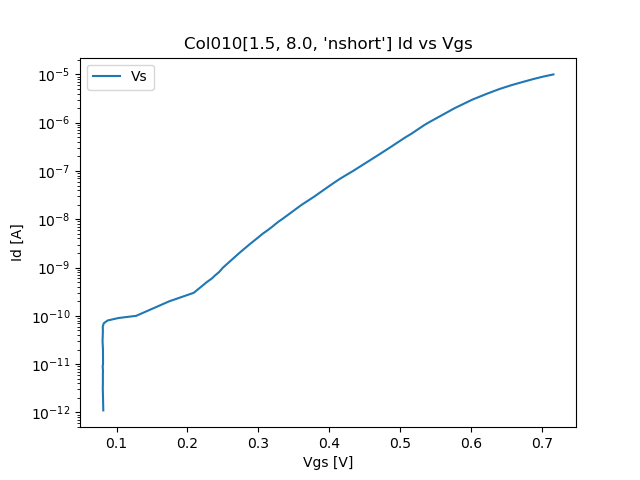 Col010[1.5, 8.0, 'nshort'] Id vs Vgs
Vs
10⁻⁵
10⁻⁶
10⁻⁷
10⁻⁸
10⁻⁹
10⁻¹⁰
10⁻¹¹
10⁻¹²
Id [A]
0.1 0.2 0.3 0.4 0.5 0.6 0.7
Vgs [V]